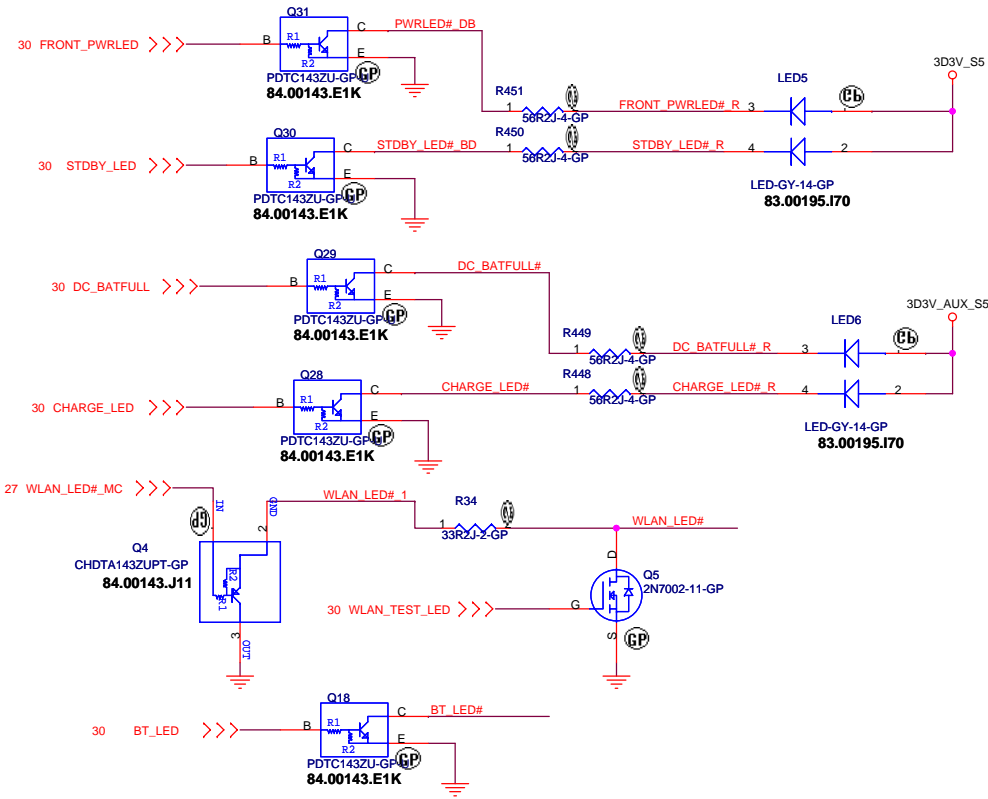 Q31
30 FRONT_PWRLED
B
R1
R2
C
E
PWRLED#_DB
GP
PDTC143ZU-GP-U
84.00143.E1K
3D3V_S5
R451
1
56R2J-4-GP
FRONT_PWRLED#_R
3
LED5
Q30
30 STDBY_LED
B
R1
R2
C
E
STDBY_LED#_BD
R450
1
56R2J-4-GP
STDBY_LED#_R
4
2
GP
PDTC143ZU-GP-U
84.00143.E1K
LED-GY-14-GP
83.00195.I70
Q29
30 DC_BATFULL
B
R1
R2
C
E
DC_BATFULL#
GP
PDTC143ZU-GP-U
84.00143.E1K
3D3V_AUX_S5
R449
1
56R2J-4-GP
DC_BATFULL#_R
3
LED6
Q28
30 CHARGE_LED
B
R1
R2
C
E
CHARGE_LED#
R448
1
56R2J-4-GP
CHARGE_LED#_R
4
2
GP
PDTC143ZU-GP-U
84.00143.E1K
LED-GY-14-GP
83.00195.I70
27 WLAN_LED#_MC
IN
GND
2
WLAN_LED#_1
R34
1
33R2J-2-GP
WLAN_LED#
GP
Q4
CHDTA143ZUPT-GP
84.00143.J11
R2
R1
3
OUT
D
Q5
2N7002-11-GP
30 WLAN_TEST_LED
G
S
GP
Q18
30 BT_LED
B
R1
R2
C
E
BT_LED#
GP
PDTC143ZU-GP-U
84.00143.E1K